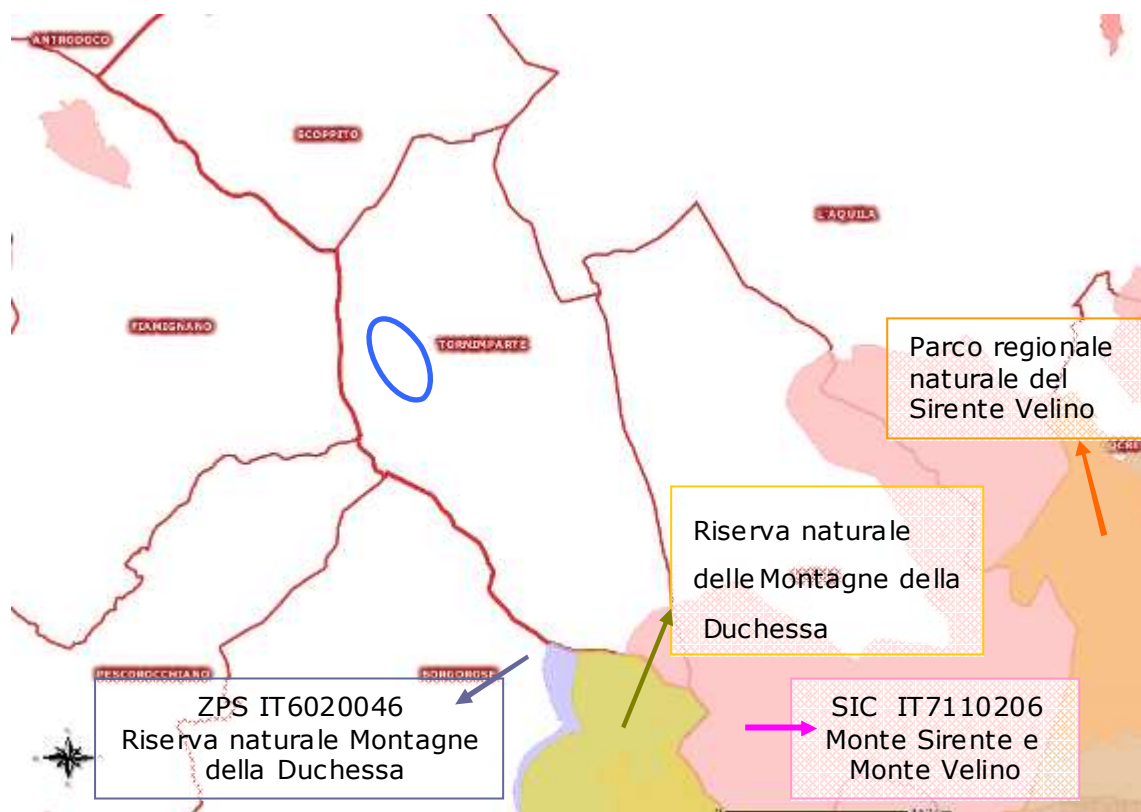 ANTRODOCO
SCOPPITO
L'AQUILA
FIAMIGNANO
TORNIMPARTE
Parco regionale
naturale del
Sirente Velino
Riserva naturale
delle Montagne della
Duchessa
PESCOROCCHIANO
BORGOROSE
ZPS IT6020046
Riserva naturale Montagne
della Duchessa
SIC IT7110206
Monte Sirente e
Monte Velino